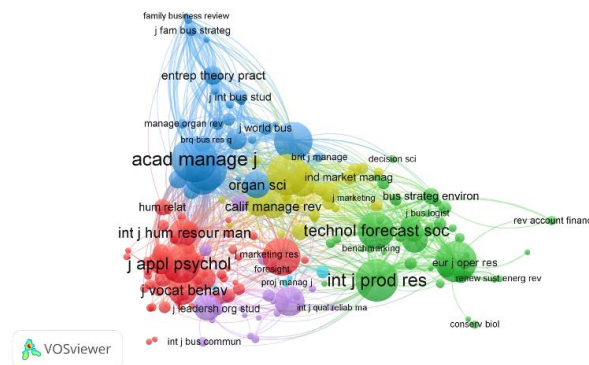 family business review
j fam bus strateg
entrep theory pract
j int bus stud
manage organ rev
j world bus
brq-bus res q
acad manage j
brit j manage
decision sci
organ sci
ind market manag
bus strateg environ
j marketing
hum relat
calif manage rev
j bus logist
rev account financ
int j hum resour man
technol forecast soc
benchmarking
j marketing res
j appl psychol
foresight
eur j oper res
proj manag j
int j prod res
renew sust energ rev
j vocat behav
j leadersh org stud
int j qual reliab ma
conserv biol
int j bus commun
VOSviewer